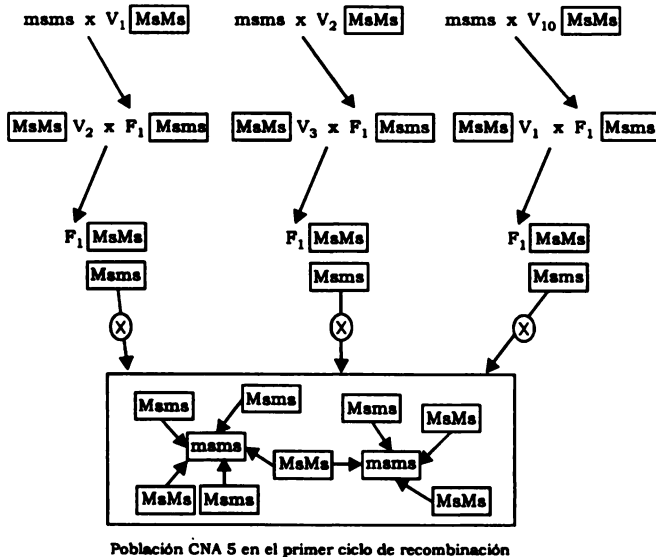 msms x V₁ MsMs msms x V₂ MsMs msms x V₁₀ MsMs
MsMs V₂ x F₁ Msms MsMs V₃ x F₁ Msms MsMs V₁ x F₁ Msms
F₁ MsMs F₁ MsMs F₁ MsMs
Msms Msms Msms
X X X
Msms Msms Msms MsMs
msms MsMs msms
MsMs Msms MsMs
Población CNA 5 en el primer ciclo de recombinación